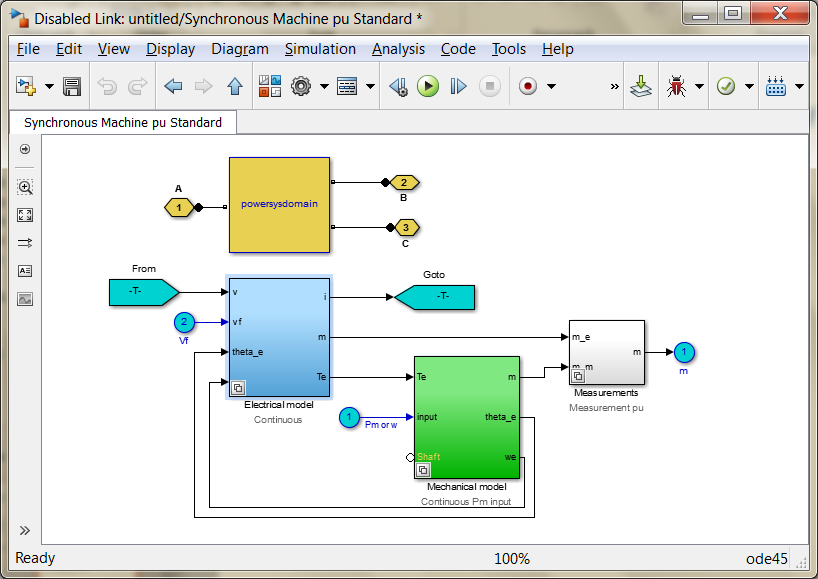 Disabled Link: untitled/Synchronous Machine pu Standard *
File Edit View Display Diagram Simulation Analysis Code Tools Help
»
Synchronous Machine pu Standard
A
1
powersysdomain
2
B
3
C
From
-T-
Goto
-T-
2
Vf
v
vf
theta_e
i
m
Te
Electrical model
Continuous
1
Pm or w
Te
input
Shaft
m
theta_e
we
Mechanical model
Continuous Pm input
m_e
m_m
m
Measurements
Measurement pu
1
m
»
Ready 100% ode45